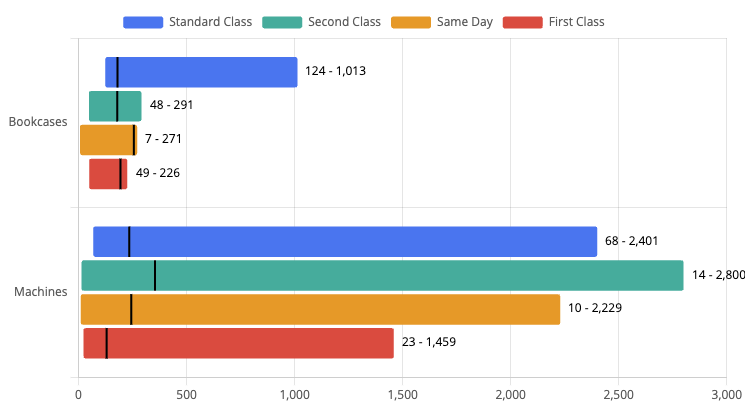 Standard Class Second Class Same Day First Class
Bookcases
124 - 1,013
48 - 291
7 - 271
49 - 226
Machines
68 - 2,401
14 - 2,800
10 - 2,229
23 - 1,459
0 500 1,000 1,500 2,000 2,500 3,000